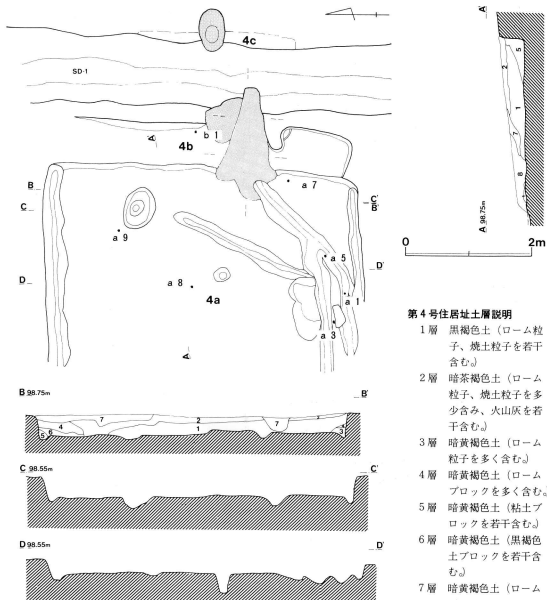 4c
SD-1
A'
b 1
4b
a 7
B
C
C'
B'
a 9
a 5
D
D'
a 8
4a
a 1
a 3
A
B 98.75m
B'
7
2
4
1
7
6
5
3
C 98.55m
C'
D 98.55m
D'
A'
5
2
1
7
8
A 98.75m
0
2m
第4号住居址土層説明
1層 黒褐色土(ローム粒
子、焼土粒子を若干
含む。)
2層 暗茶褐色土(ローム
粒子、焼土粒子を多
少含み、火山灰を若
干含む。)
3層 暗黄褐色土(ローム
粒子を多く含む。)
4層 暗黄褐色土(ローム
ブロックを多く含む。)
5層 暗黄褐色土(粘土ブ
ロックを若干含む。)
6層 暗黄褐色土(黒褐色
土ブロックを若干含
む。)
7層 暗黄褐色土(ローム